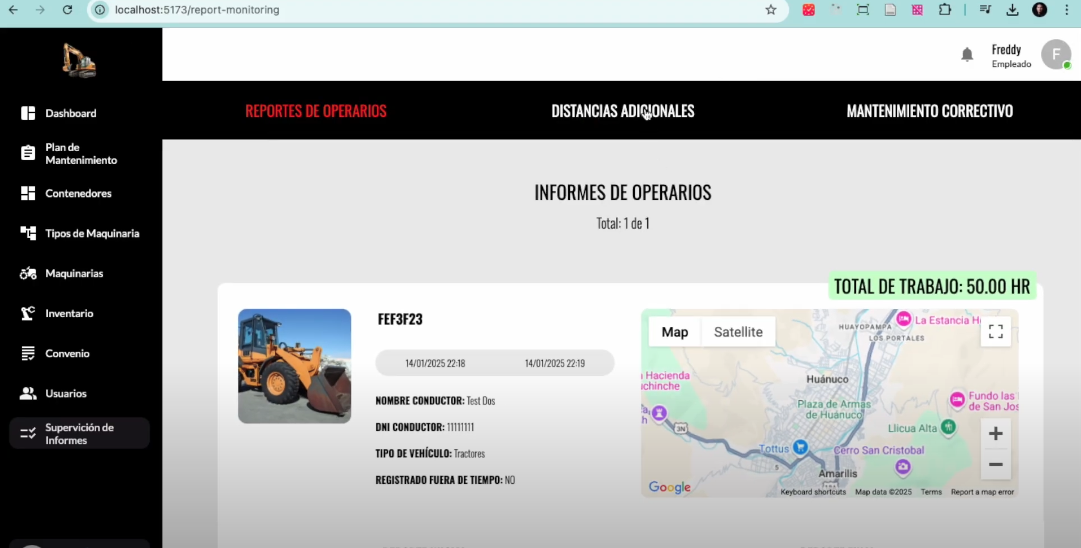 localhost:5173/report-monitoring
Freddy
Empleado
F
Dashboard
Plan de
Mantenimiento
Contenedores
Tipos de Maquinaria
Maquinarias
Inventario
Convenio
Usuarios
Supervición de
Informes
REPORTES DE OPERARIOS
DISTANCIAS ADICIONALES
MANTENIMIENTO CORRECTIVO
INFORMES DE OPERARIOS
Total: 1 de 1
TOTAL DE TRABAJO: 50.00 HR
FEF3F23
14/01/2025 22:18
14/01/2025 22:19
NOMBRE CONDUCTOR: Test Dos
DNI CONDUCTOR: 11111111
TIPO DE VEHÍCULO: Tractores
REGISTRADO FUERA DE TIEMPO: NO
Map
Satellite
HUAYOPAMPA
La Estancia H
LOS PORTALES
Hacienda
uchinche
Huánuco
Plaza de Armas
de Huánuco
Fundo las
de San Jos
3N
Llicua Alta
Tottus
Cerro San Cristobal
Amarilis
Google
Keyboard shortcuts
Map data ©2025
Terms
Report a map error